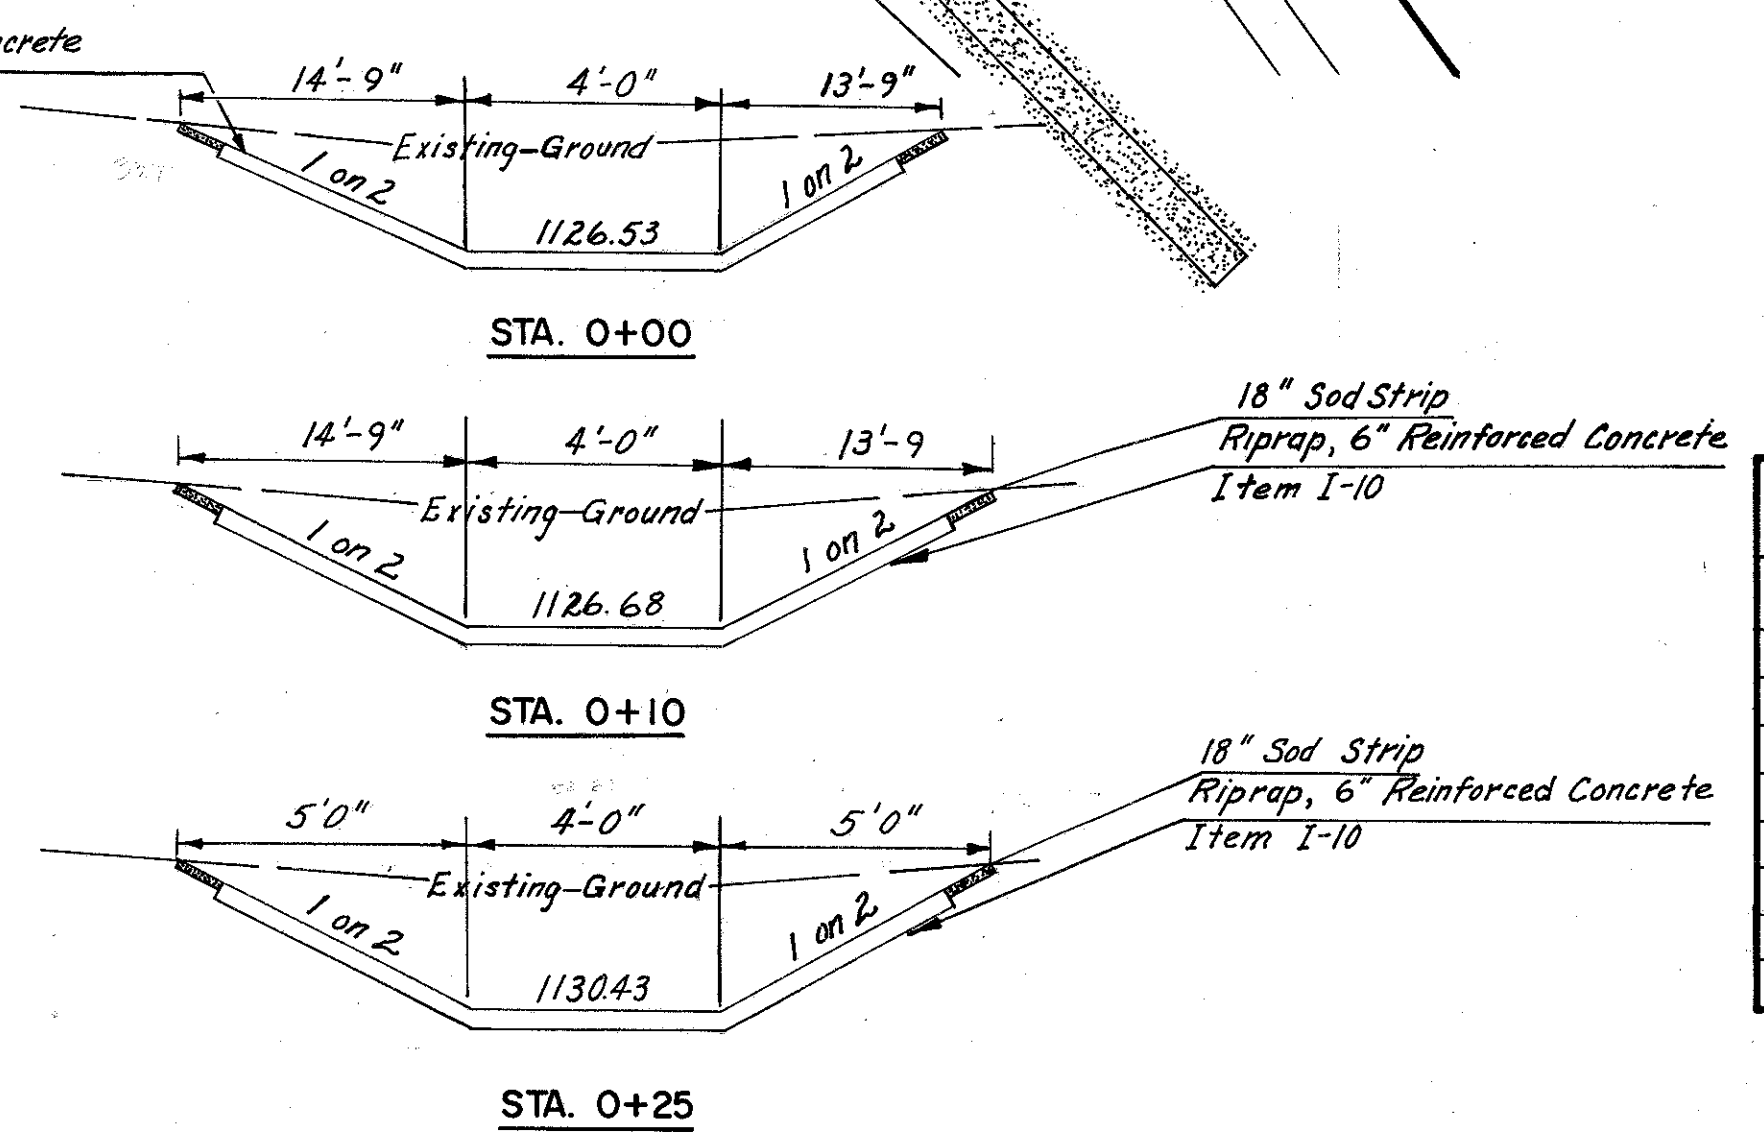 crete
14'-9" 4'-0" 13'-9"
Existing-Ground
1 on 2 1 on 2
1126.53
STA. 0+00
18" Sod Strip
14'-9" 4'-0" 13'-9
Riprap, 6" Reinforced Concrete
Item I-10
Existing-Ground
1 on 2 1 on 2
1126.68
STA. 0+10
18" Sod Strip
Riprap, 6" Reinforced Concrete
5'0" 4'-0" 5'0"
Item I-10
Existing-Ground
1 on 2 1 on 2
1130.43
STA. 0+25